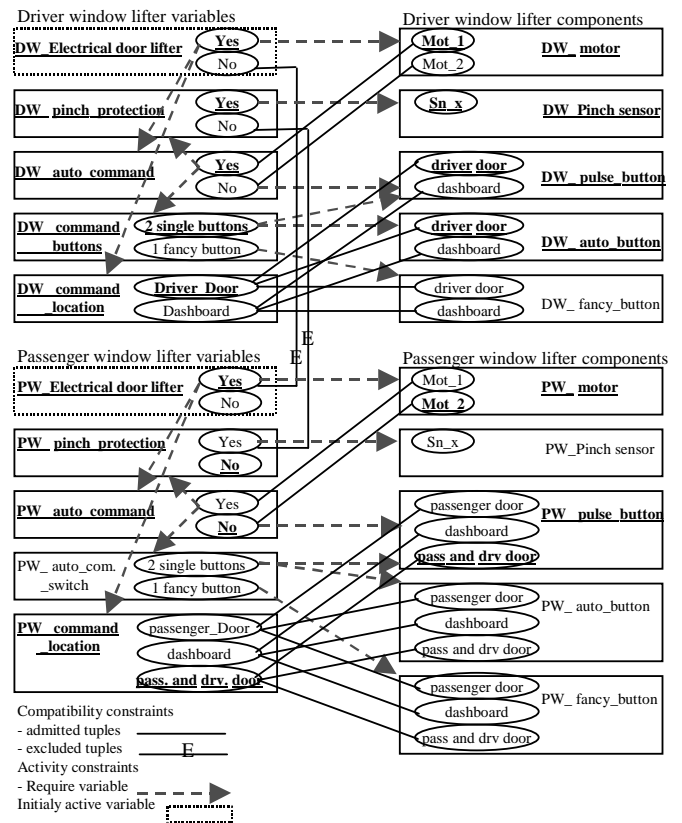 Driver window lifter variables
Driver window lifter components
DW_Electrical door lifter
Yes
No
Mot_1
Mot_2
DW_ motor
DW_ pinch_protection
Yes
No
Sn_x
DW_Pinch sensor
DW_ auto_command
Yes
No
driver door
dashboard
DW_ pulse_button
DW_ command_
buttons
2 single buttons
1 fancy button
driver door
dashboard
DW_ auto_button
DW_ command
_location
Driver_Door
Dashboard
driver door
dashboard
DW_ fancy_button
E
E
Passenger window lifter variables
Passenger window lifter components
PW_Electrical door lifter
Yes
No
Mot_1
Mot_2
PW_ motor
PW_ pinch_protection
Yes
No
Sn_x
PW_Pinch sensor
PW_ auto_command
Yes
No
passenger door
dashboard
pass and drv door
PW_ pulse_button
PW_ auto_com.
_switch
2 single buttons
1 fancy button
passenger door
dashboard
pass and drv door
PW_ auto_button
PW_ command
_location
passenger_Door
dashboard
pass. and drv. door
passenger door
dashboard
pass and drv door
PW_ fancy_button
Compatibility constraints
- admitted tuples
- excluded tuples E
Activity constraints
- Require variable
Initialy active variable